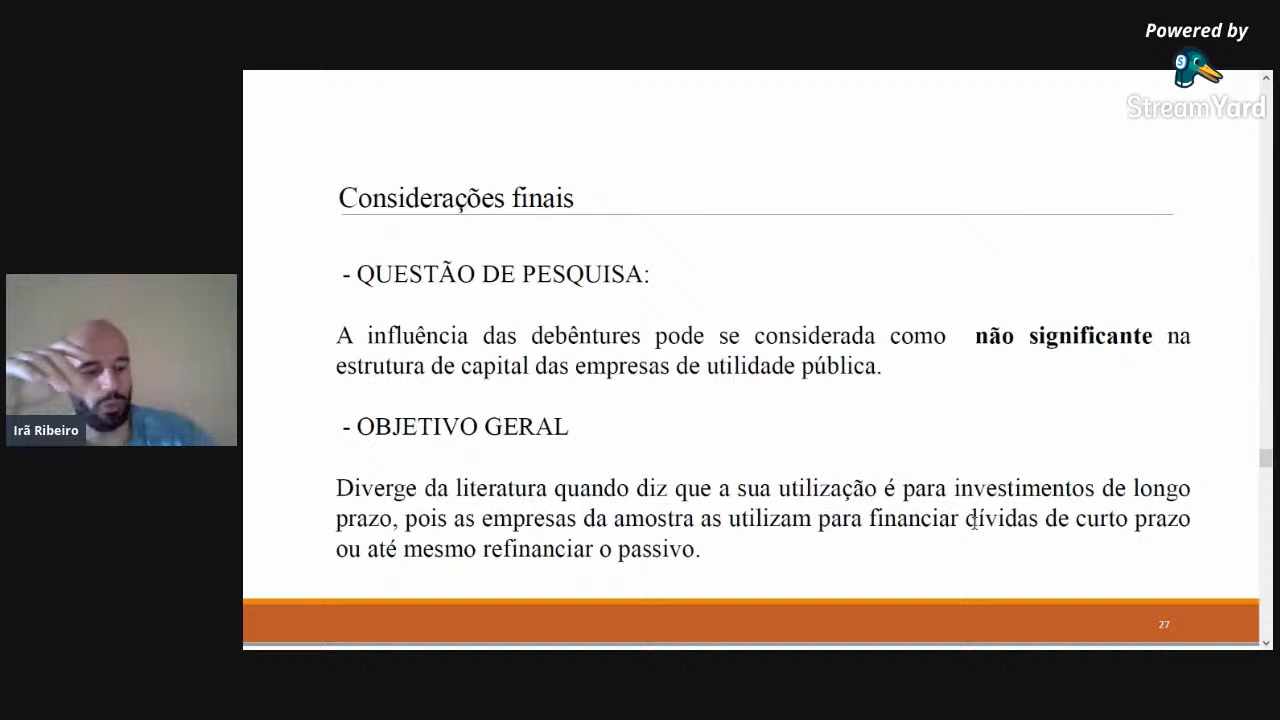 Powered by
StreamYard
Considerações finais
- QUESTÃO DE PESQUISA:
A influência das debêntures pode se considerada como não significante na
estrutura de capital das empresas de utilidade pública.
- OBJETIVO GERAL
Diverge da literatura quando diz que a sua utilização é para investimentos de longo
prazo, pois as empresas da amostra as utilizam para financiar dívidas de curto prazo
ou até mesmo refinanciar o passivo.
Irã Ribeiro
27